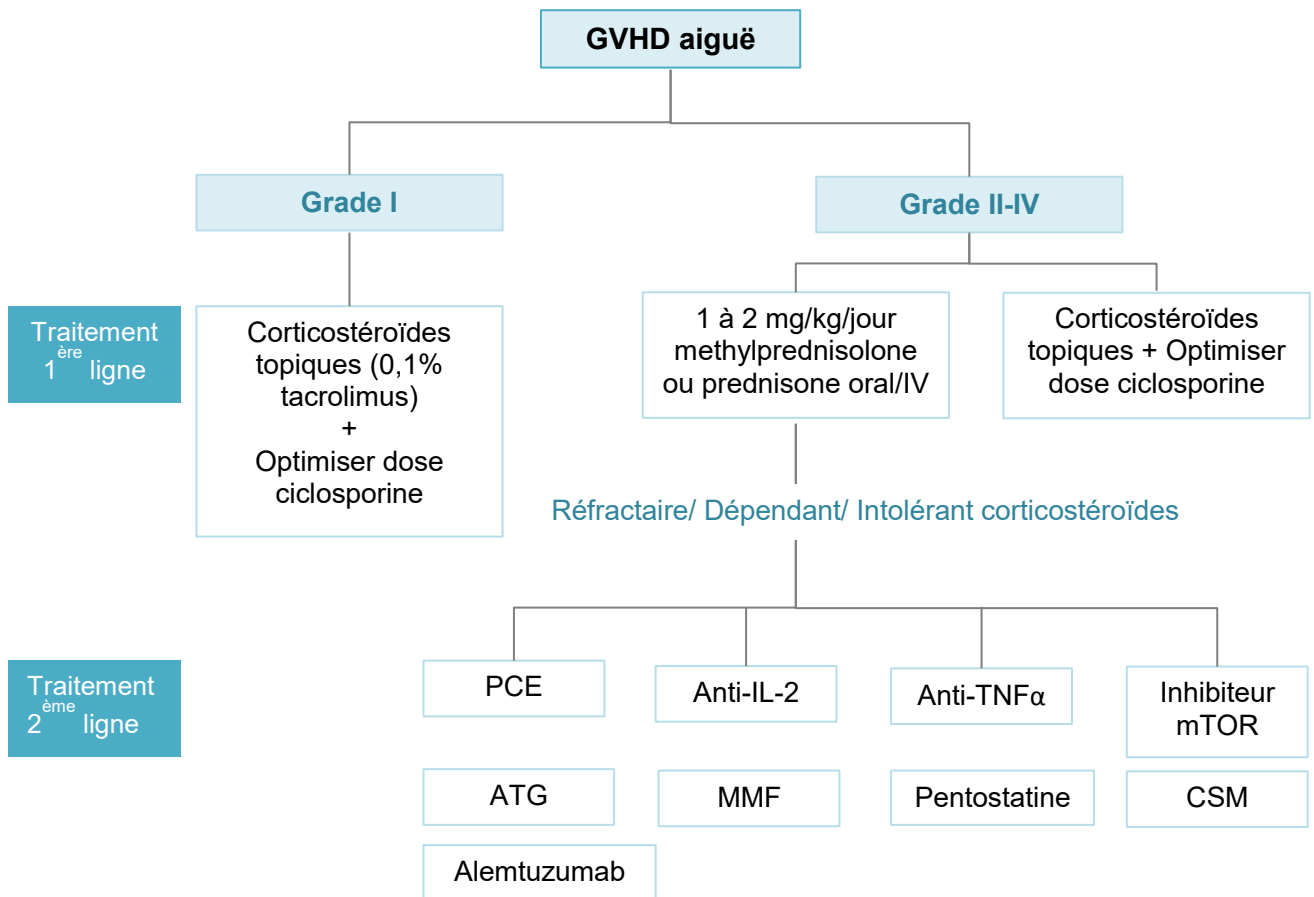 GVHD aiguë
Grade I
Grade II-IV
Traitement
1ère ligne
Corticostéroïdes
topiques (0,1%
tacrolimus)
+
Optimiser dose
ciclosporine
1 à 2 mg/kg/jour
methylprednisolone
ou prednisone oral/IV
Corticostéroïdes
topiques + Optimiser
dose ciclosporine
Réfractaire/ Dépendant/ Intolérant corticostéroïdes
Traitement
2ème ligne
PCE
Anti-IL-2
Anti-TNFα
Inhibiteur
mTOR
ATG
MMF
Pentostatine
CSM
Alemtuzumab